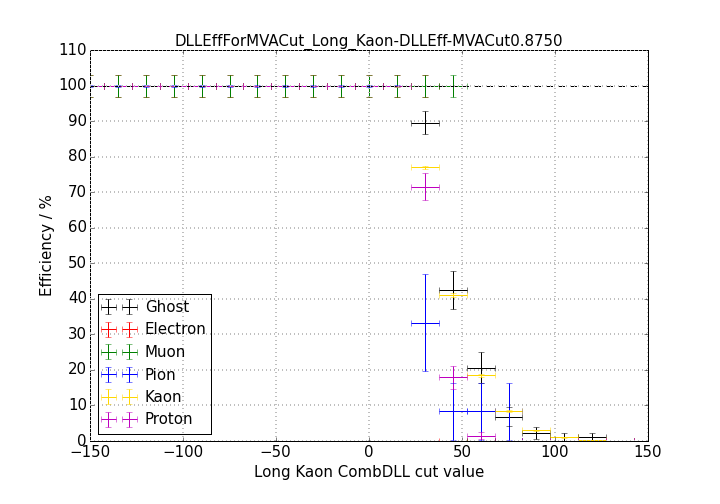 DLLEffForMVACut_Long_Kaon-DLLEff-MVACut0.8750
110
100
90
80
70
60
50
40
30
20
10
0
Efficiency / %
Ghost
Electron
Muon
Pion
Kaon
Proton
−150 −100 −50 0 50 100 150
Long Kaon CombDLL cut value